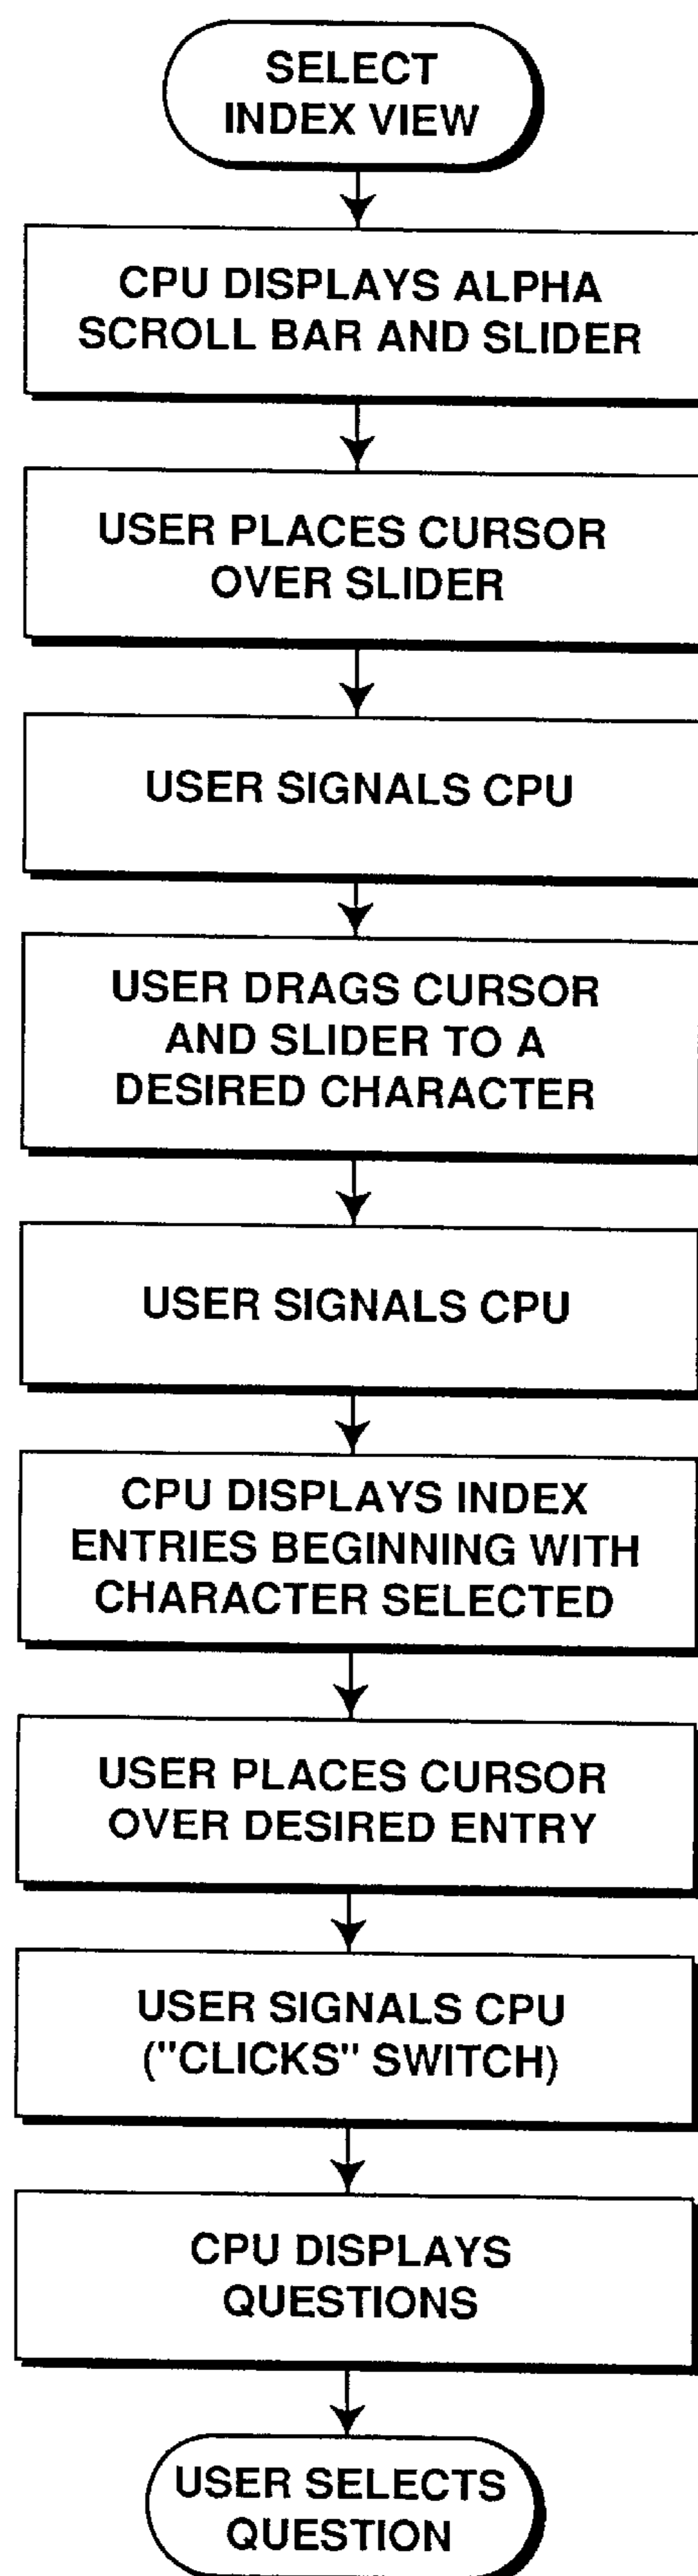 SELECT
INDEX VIEW
CPU DISPLAYS ALPHA
SCROLL BAR AND SLIDER
USER PLACES CURSOR
OVER SLIDER
USER SIGNALS CPU
USER DRAGS CURSOR
AND SLIDER TO A
DESIRED CHARACTER
USER SIGNALS CPU
CPU DISPLAYS INDEX
ENTRIES BEGINNING WITH
CHARACTER SELECTED
USER PLACES CURSOR
OVER DESIRED ENTRY
USER SIGNALS CPU
("CLICKS" SWITCH)
CPU DISPLAYS
QUESTIONS
USER SELECTS
QUESTION